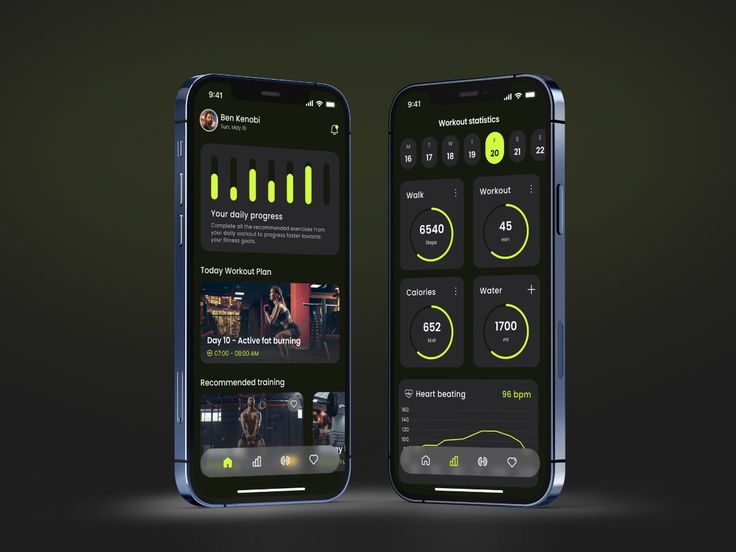 9:41
Ben Kenobi
Sun, May 16
Your daily progress
Complete all the recommended exercises from
your daily workout to progress faster towards
your fitness goals.
Today Workout Plan
Day 10 - Active fat burning
07:00 - 08:00 AM
Recommended training
9:41
Workout statistics
M T W T F S S
16 17 18 19 20 21 22
Walk
6540
Steps
Workout
45
min
Calories
652
kcal
Water
1700
ml
Heart beating 96 bpm
160
140
120
100